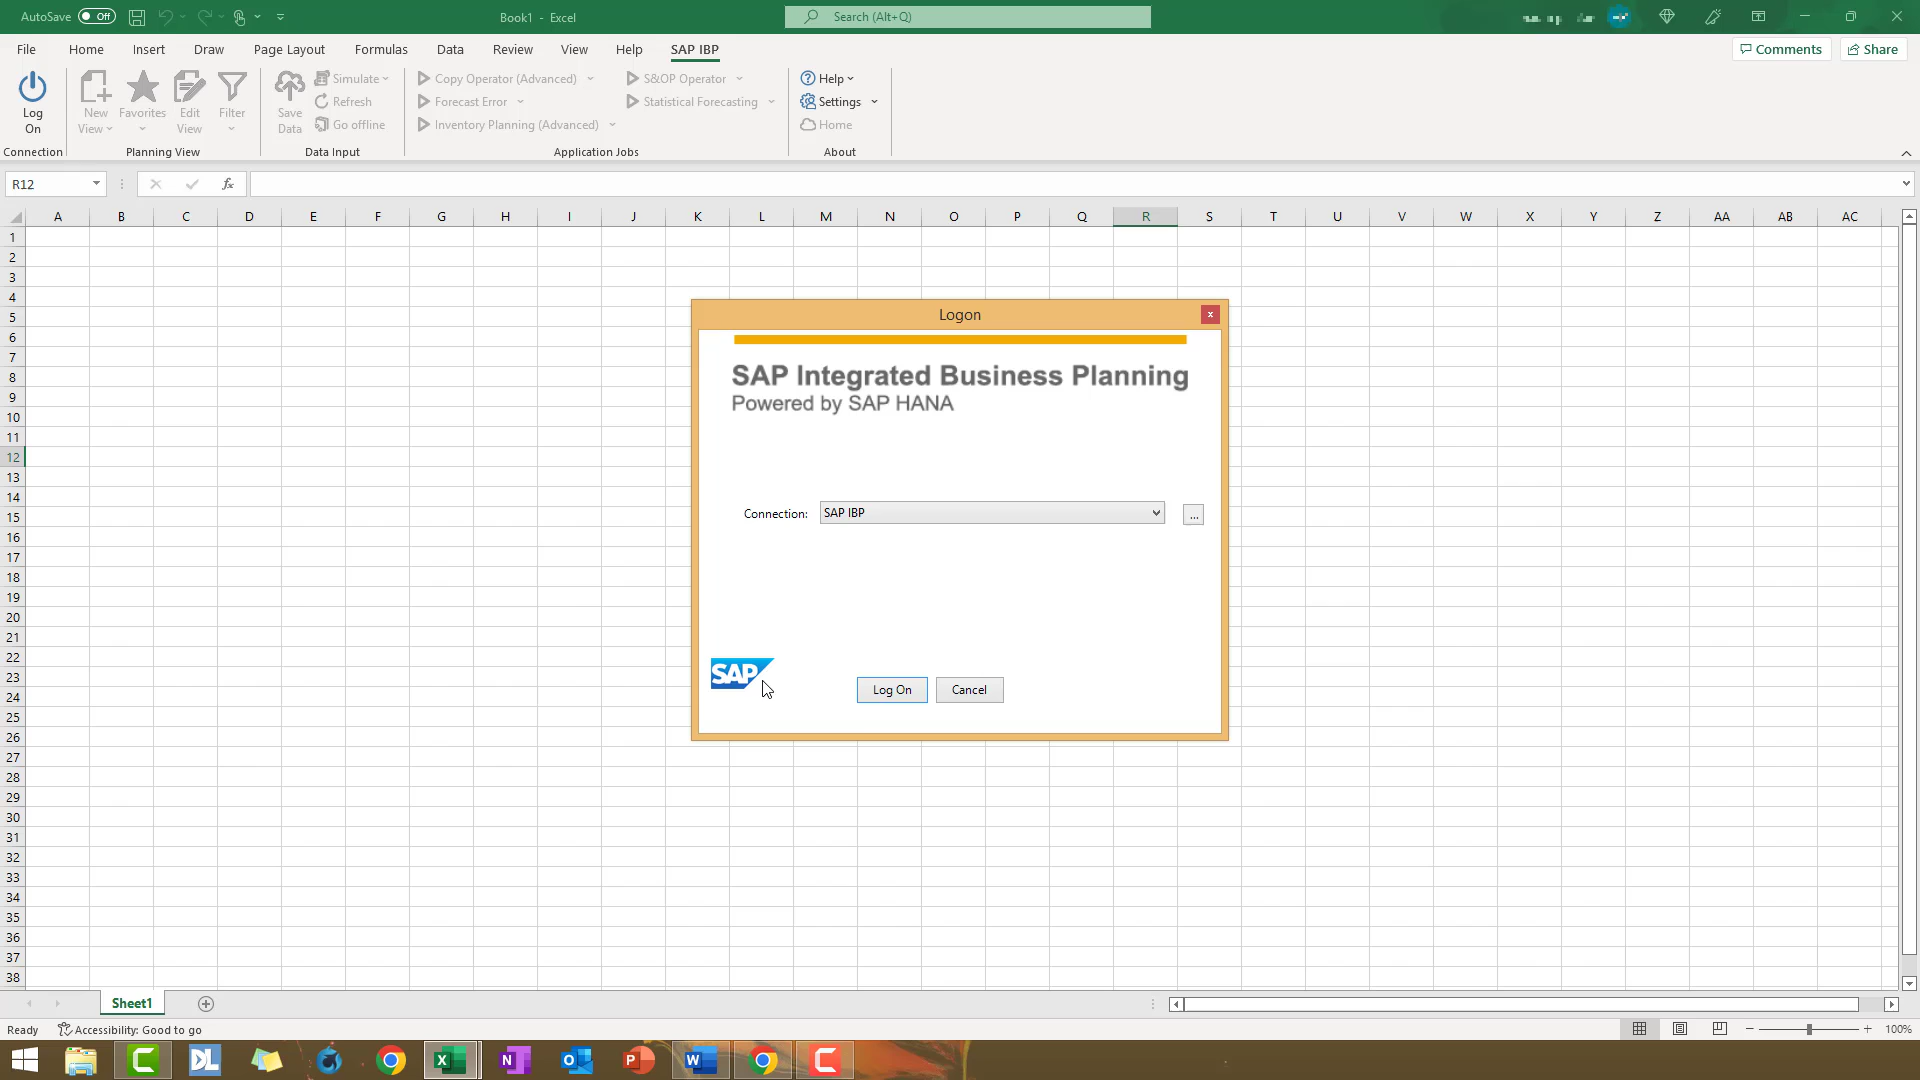 AutoSave Off
Book1 - Excel
Search (Alt+Q)
File Home Insert Draw Page Layout Formulas Data Review View Help SAP IBP
Comments Share
Log On
New View
Favorites
Edit View
Filter
Save Data
Simulate
Refresh
Go offline
Copy Operator (Advanced)
Forecast Error
Inventory Planning (Advanced)
S&OP Operator
Statistical Forecasting
Help
Settings
Home
Connection Planning View Data Input Application Jobs About
R12 fx
A B C D E F G H I J K L M N O P Q R S T U V W X Y Z AA AB AC
1
2
3
4
5
6
7
8
9
10
11
12
13
14
15
16
17
18
19
20
21
22
23
24
25
26
27
28
29
30
31
32
33
34
35
36
37
38
Logon x
SAP Integrated Business Planning
Powered by SAP HANA
Connection: SAP IBP ...
SAP
Log On Cancel
Sheet1
Ready Accessibility: Good to go 100%
DL